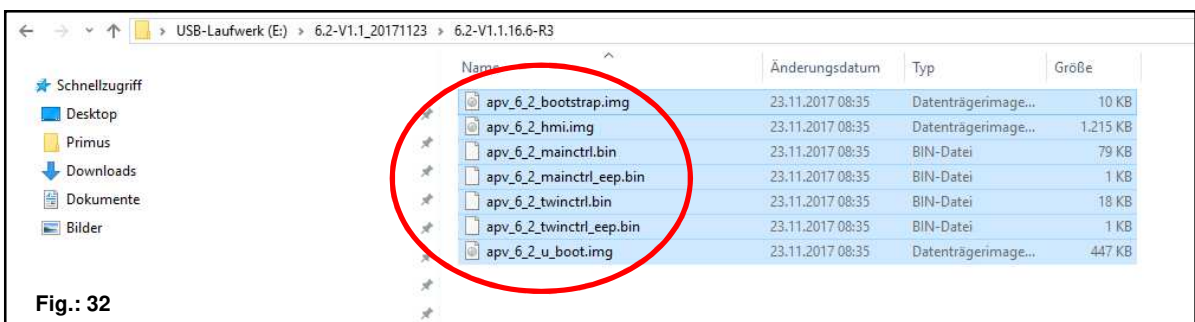 USB-Laufwerk (E:) › 6.2-V1.1_20171123 › 6.2-V1.1.16.6-R3
Name Änderungsdatum Typ Größe
Schnellzugriff
Desktop
Primus
Downloads
Dokumente
Bilder
apv_6_2_bootstrap.img 23.11.2017 08:35 Datenträgerimage... 10 KB
apv_6_2_hmi.img 23.11.2017 08:35 Datenträgerimage... 1.215 KB
apv_6_2_mainctrl.bin 23.11.2017 08:35 BIN-Datei 79 KB
apv_6_2_mainctrl_eep.bin 23.11.2017 08:35 BIN-Datei 1 KB
apv_6_2_twinctrl.bin 23.11.2017 08:35 BIN-Datei 18 KB
apv_6_2_twinctrl_eep.bin 23.11.2017 08:35 BIN-Datei 1 KB
apv_6_2_u_boot.img 23.11.2017 08:35 Datenträgerimage... 447 KB
Fig.: 32